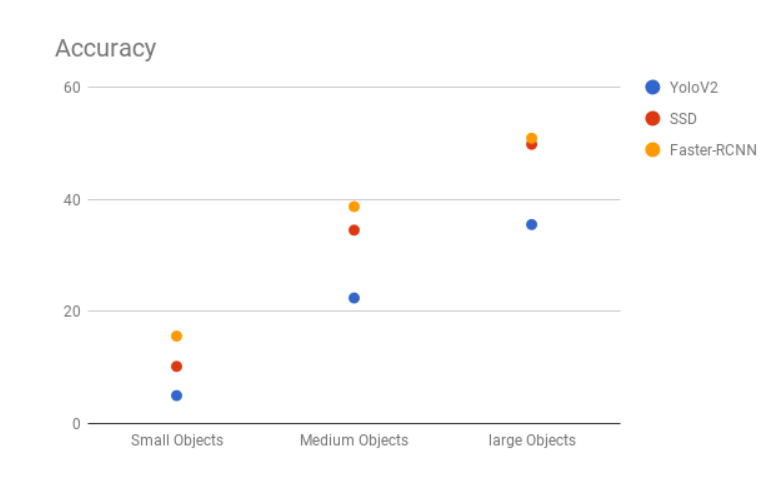 Accuracy
60
40
20
0
Small Objects
Medium Objects
large Objects
YoloV2
SSD
Faster-RCNN